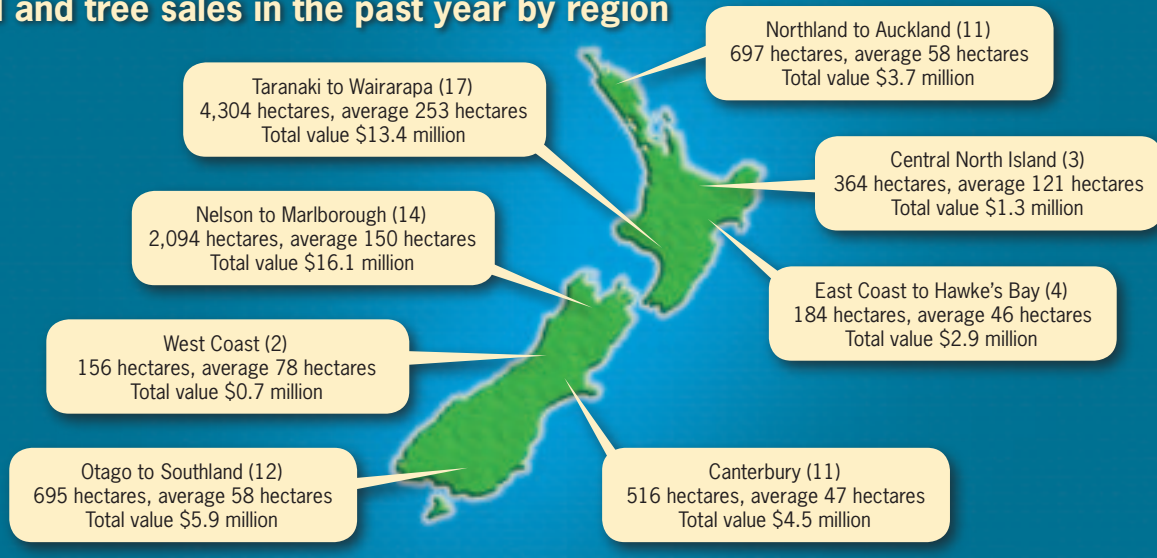 and tree sales in the past year by region
Northland to Auckland (11)
697 hectares, average 58 hectares
Total value $3.7 million
Taranaki to Wairarapa (17)
4,304 hectares, average 253 hectares
Total value $13.4 million
Central North Island (3)
364 hectares, average 121 hectares
Total value $1.3 million
Nelson to Marlborough (14)
2,094 hectares, average 150 hectares
Total value $16.1 million
East Coast to Hawke's Bay (4)
184 hectares, average 46 hectares
Total value $2.9 million
West Coast (2)
156 hectares, average 78 hectares
Total value $0.7 million
Otago to Southland (12)
695 hectares, average 58 hectares
Total value $5.9 million
Canterbury (11)
516 hectares, average 47 hectares
Total value $4.5 million